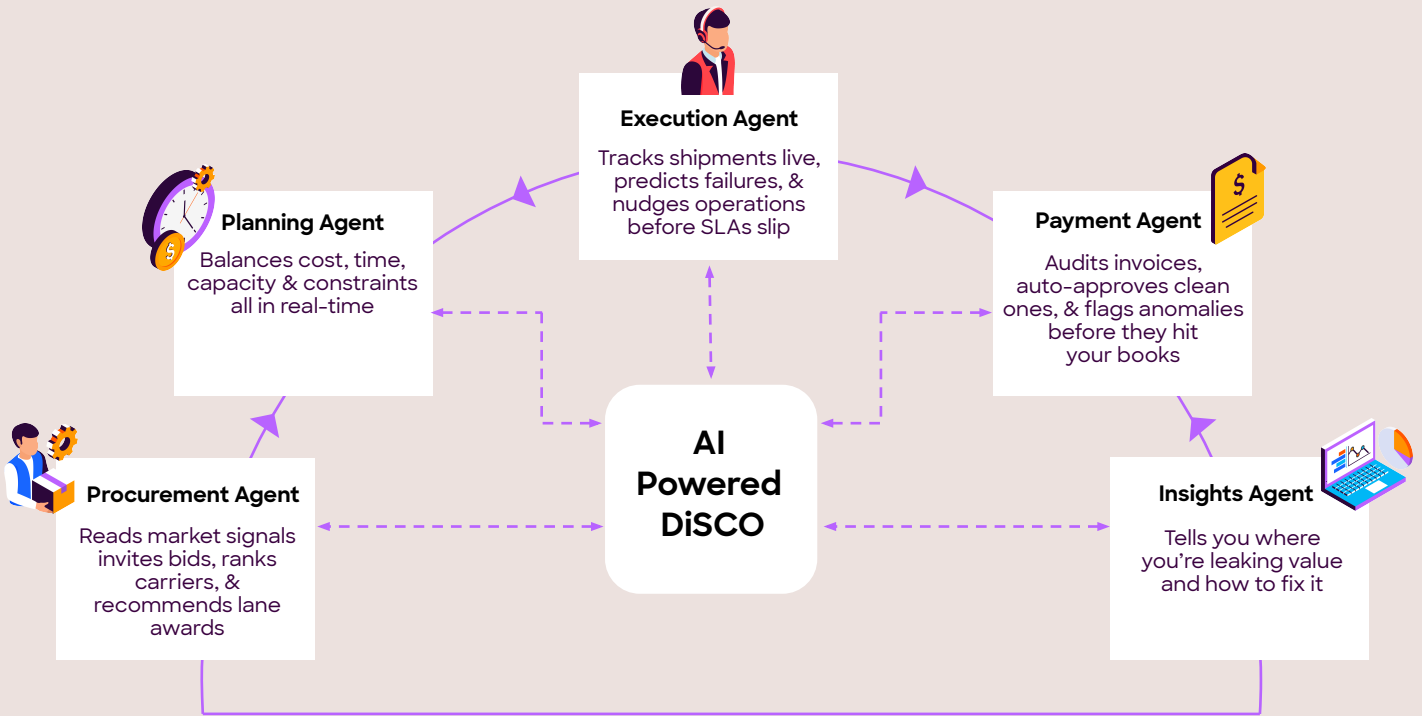 Execution Agent
Tracks shipments live,
predicts failures, &
nudges operations
before SLAs slip
Planning Agent
Balances cost, time,
capacity & constraints
all in real-time
$
Payment Agent
Audits invoices,
auto-approves clean
ones, & flags anomalies
before they hit
your books
$
Procurement Agent
Reads market signals
invites bids, ranks
carriers, &
recommends lane
awards
AI
Powered
DiSCO
Insights Agent
Tells you where
you’re leaking value
and how to fix it